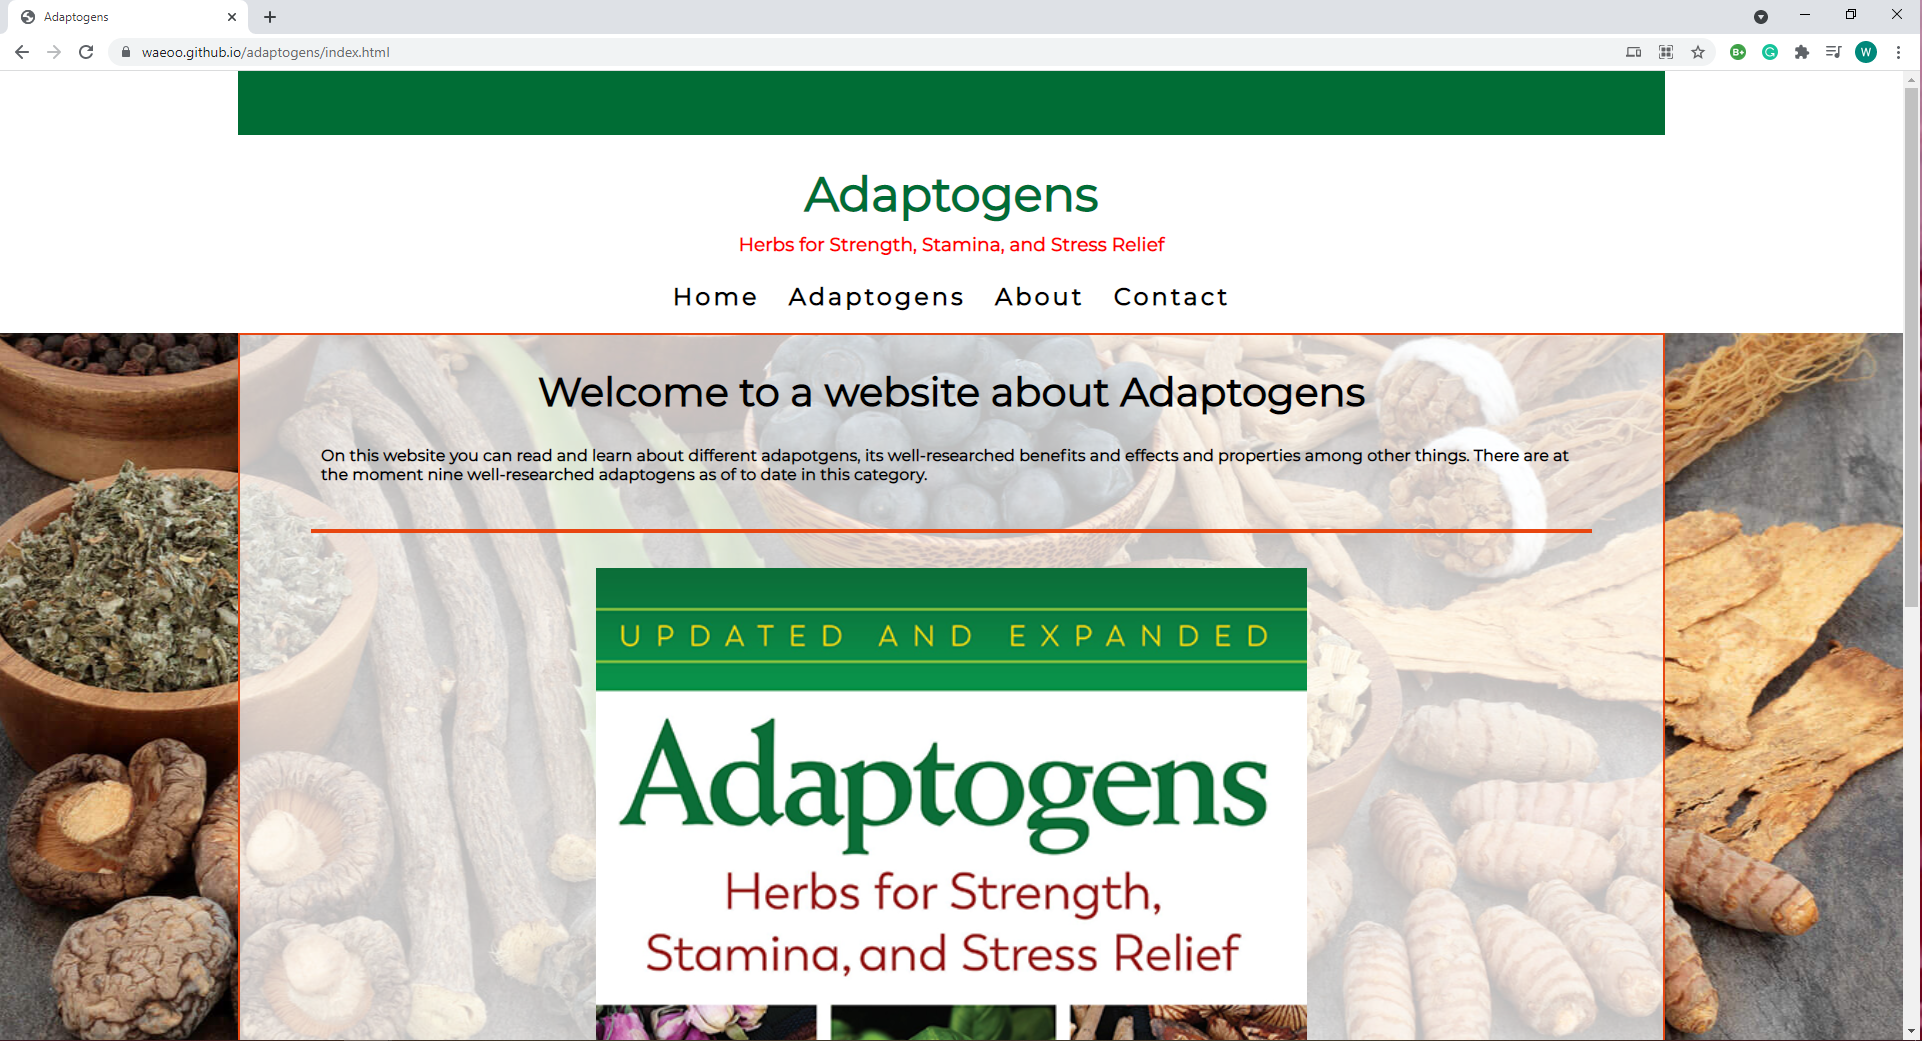 Adaptogens
waeoo.github.io/adaptogens/index.html
B+
G
W
Adaptogens
Herbs for Strength, Stamina, and Stress Relief
Home Adaptogens About Contact
Welcome to a website about Adaptogens
On this website you can read and learn about different adapotgens, its well-researched benefits and effects and properties among other things. There are at
the moment nine well-researched adaptogens as of to date in this category.
UPDATED AND EXPANDED
Adaptogens
Herbs for Strength,
Stamina, and Stress Relief